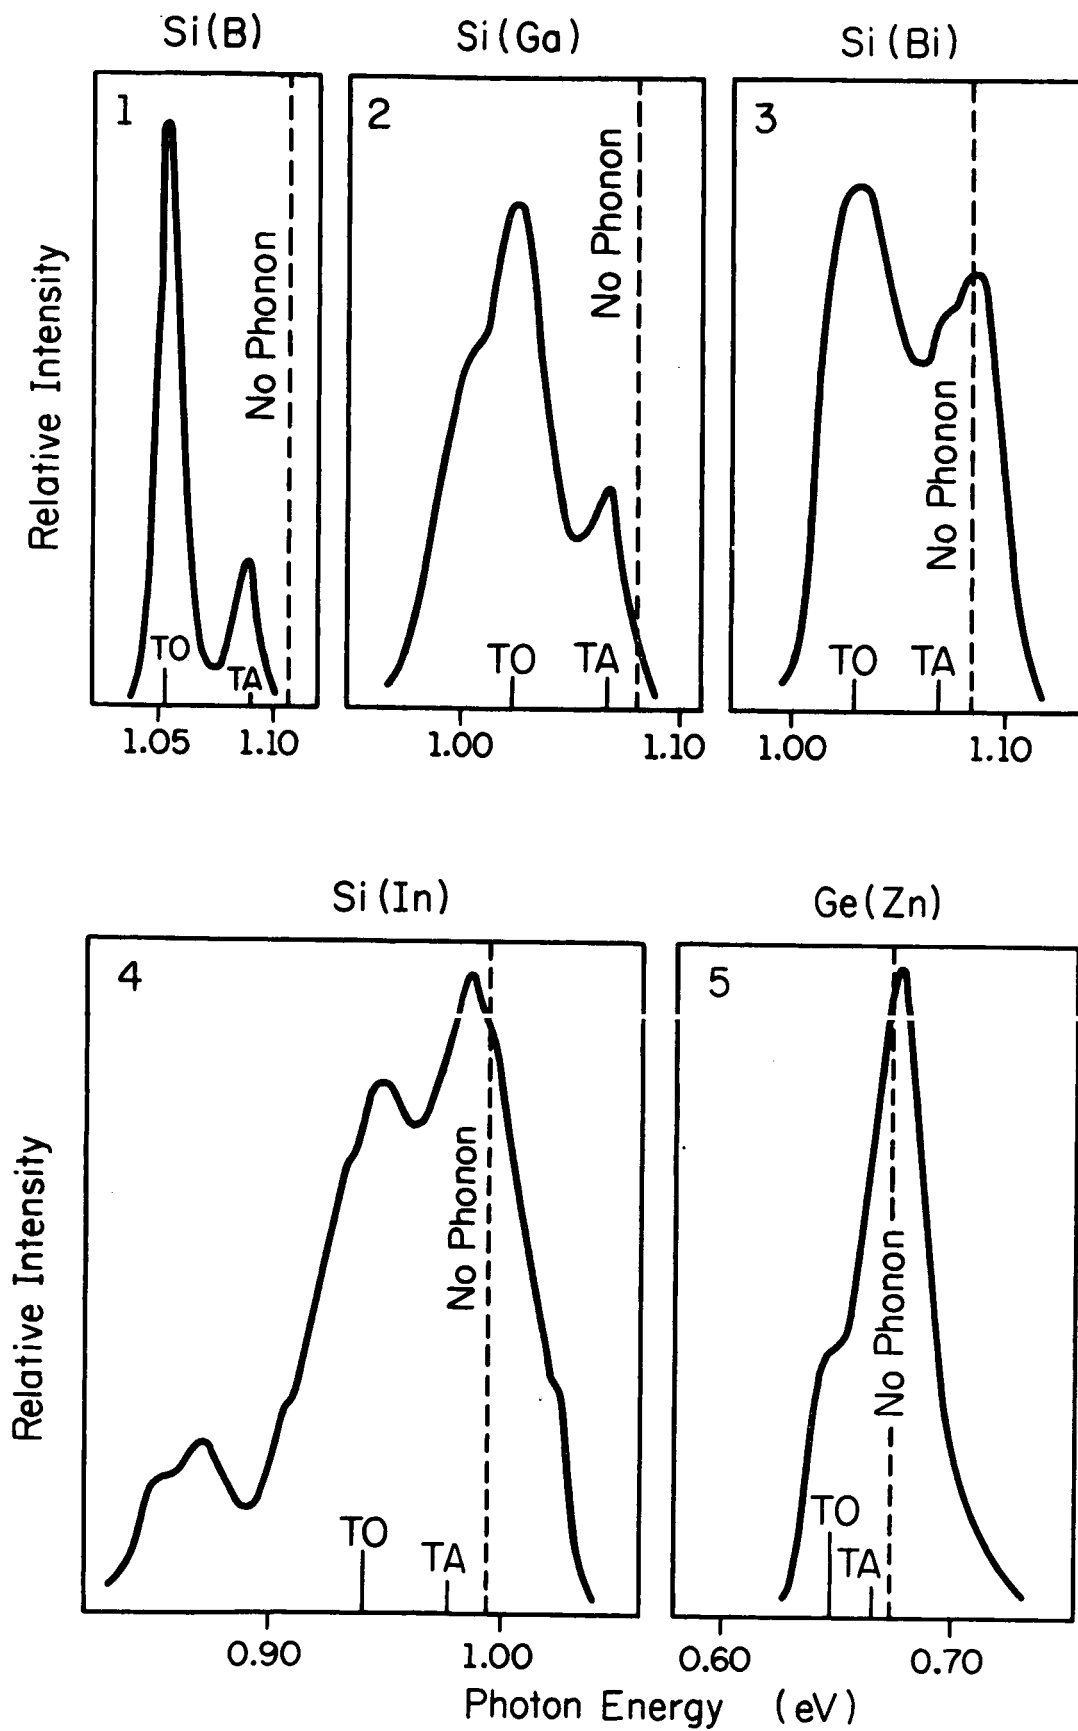 Si(B)
Si(Ga)
Si(Bi)
1
2
3
Relative Intensity
No Phonon
No Phonon
No Phonon
TO
TA
TO
TA
TO
TA
1.05
1.10
1.00
1.10
1.00
1.10
Si(In)
Ge(Zn)
4
5
Relative Intensity
No Phonon
No Phonon
TO
TA
TO
TA
0.90
1.00
0.60
0.70
Photon Energy (eV)